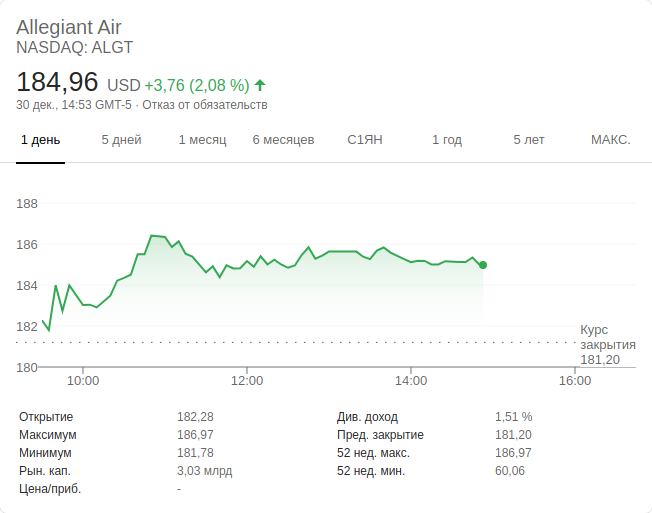 Allegiant Air
NASDAQ: ALGT
184,96 USD +3,76 (2,08 %)
30 дек., 14:53 GMT-5 · Отказ от обязательств
1 день 5 дней 1 месяц 6 месяцев С1ЯН 1 год 5 лет МАКС.
188
186
184
182
180
Курс
закрытия
181,20
10:00 12:00 14:00 16:00
Открытие 182,28 Див. доход 1,51 %
Максимум 186,97 Пред. закрытие 181,20
Минимум 181,78 52 нед. макс. 186,97
Рын. кап. 3,03 млрд 52 нед. мин. 60,06
Цена/приб. -